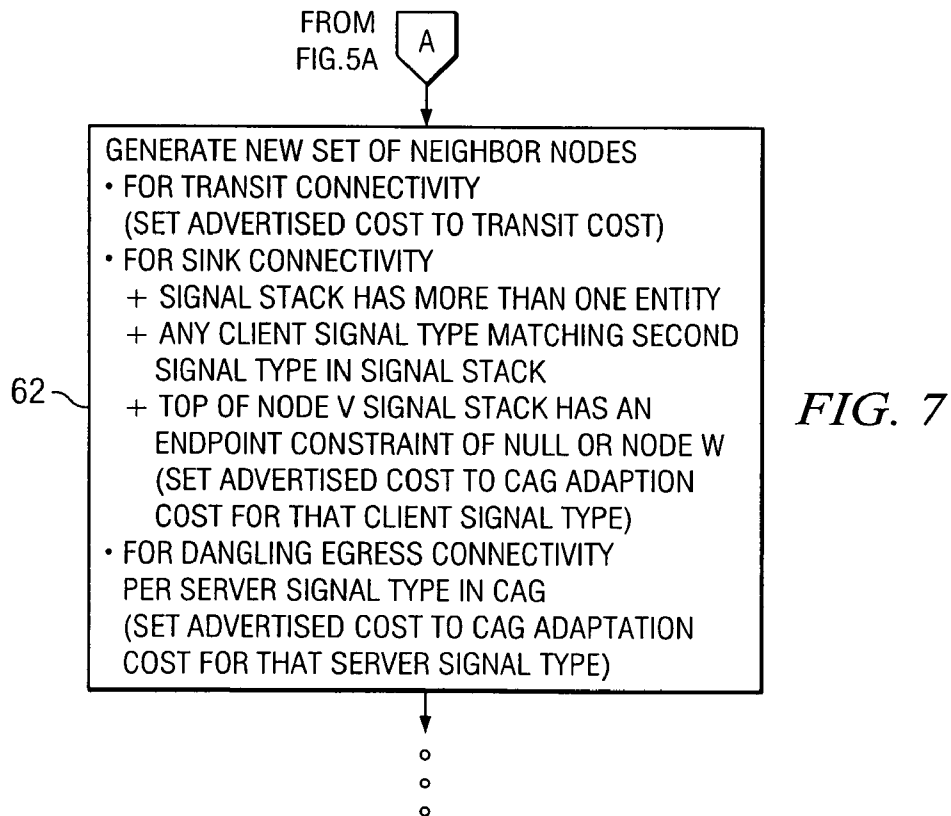 FROM
FIG.5A
A
GENERATE NEW SET OF NEIGHBOR NODES
• FOR TRANSIT CONNECTIVITY
(SET ADVERTISED COST TO TRANSIT COST)
• FOR SINK CONNECTIVITY
+ SIGNAL STACK HAS MORE THAN ONE ENTITY
+ ANY CLIENT SIGNAL TYPE MATCHING SECOND
SIGNAL TYPE IN SIGNAL STACK
+ TOP OF NODE V SIGNAL STACK HAS AN
ENDPOINT CONSTRAINT OF NULL OR NODE W
(SET ADVERTISED COST TO CAG ADAPTION
COST FOR THAT CLIENT SIGNAL TYPE)
• FOR DANGLING EGRESS CONNECTIVITY
PER SERVER SIGNAL TYPE IN CAG
(SET ADVERTISED COST TO CAG ADAPTATION
COST FOR THAT SERVER SIGNAL TYPE)
62
FIG. 7